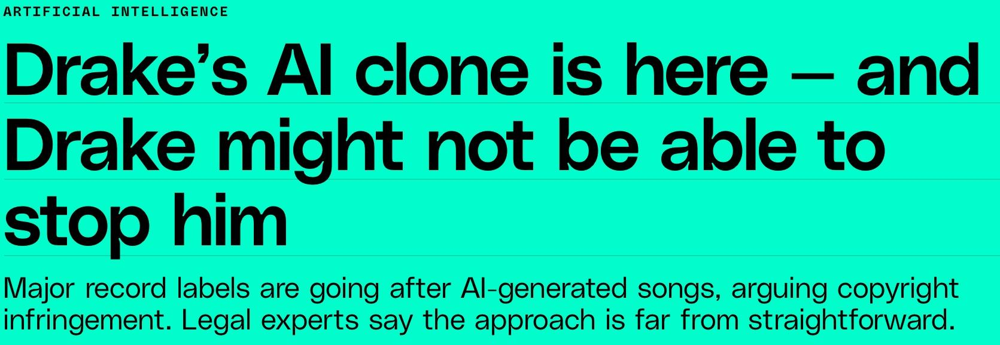 ARTIFICIAL INTELLIGENCE
Drake’s AI clone is here — and
Drake might not be able to
stop him
Major record labels are going after AI-generated songs, arguing copyright
infringement. Legal experts say the approach is far from straightforward.